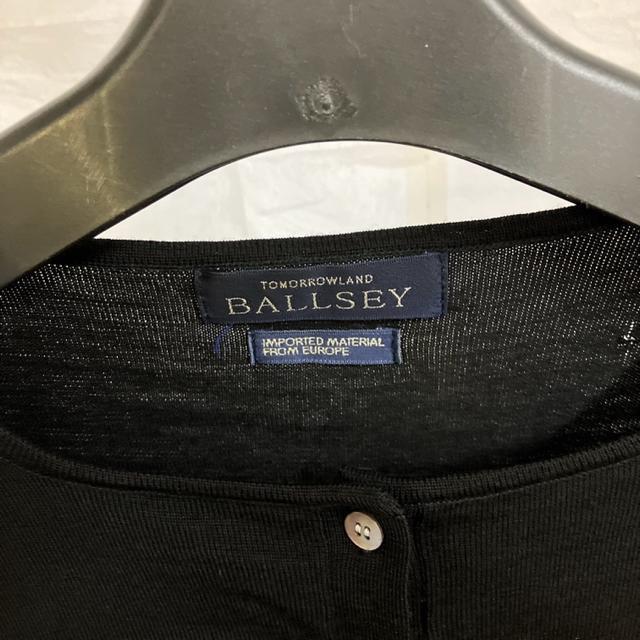 TOMORROWLAND
BALLSEY
IMPORTED MATERIAL
FROM EUROPE